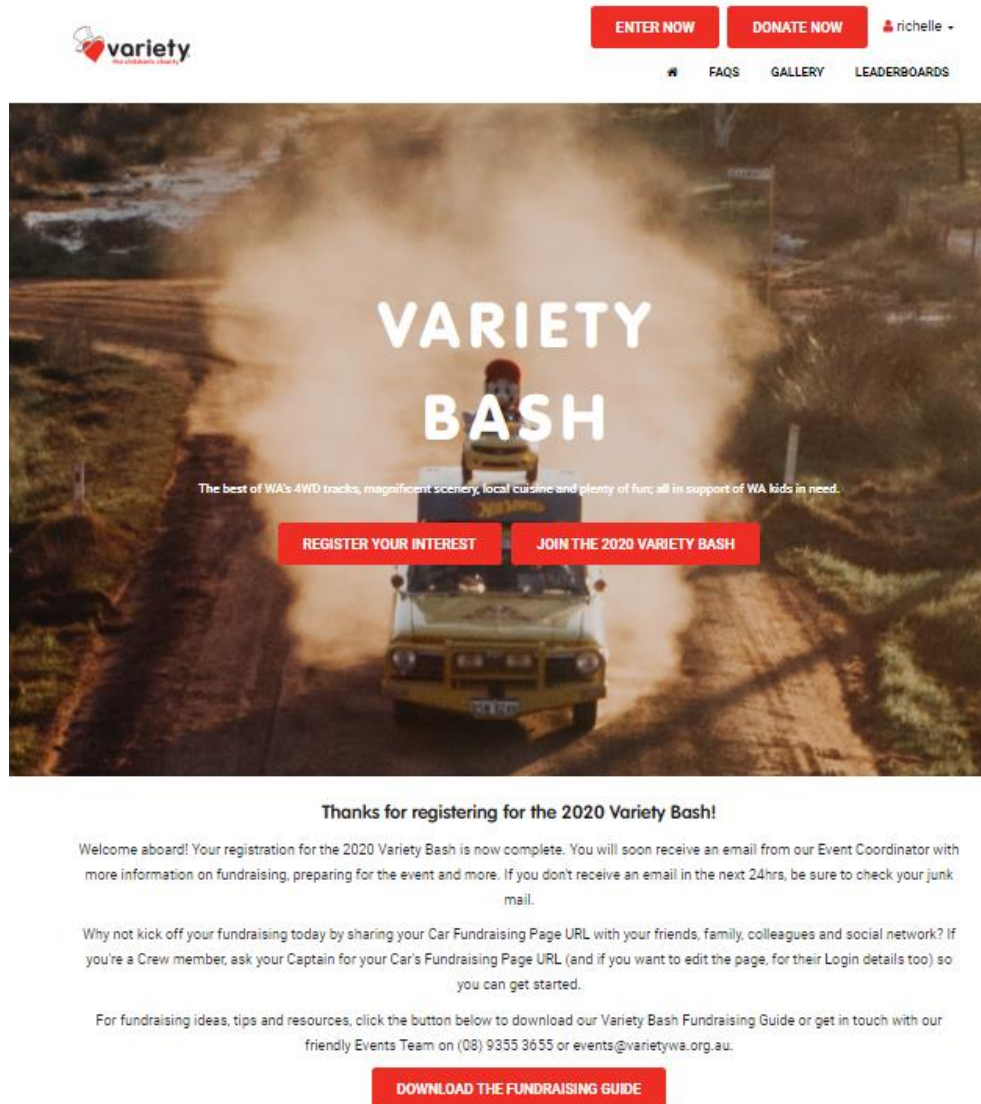 ENTER NOW
DONATE NOW
richelle
variety
the children's charity
FAQS
GALLERY
LEADERBOARDS
VARIETY
BASH
The best of WA's 4WD tracks, magnificent scenery, local cuisine and plenty of fun; all in support of WA kids in need.
REGISTER YOUR INTEREST
JOIN THE 2020 VARIETY BASH
Thanks for registering for the 2020 Variety Bash!
Welcome aboard! Your registration for the 2020 Variety Bash is now complete. You will soon receive an email from our Event Coordinator with
more information on fundraising, preparing for the event and more. If you don't receive an email in the next 24hrs, be sure to check your junk
mail.
Why not kick off your fundraising today by sharing your Car Fundraising Page URL with your friends, family, colleagues and social network? If
you're a Crew member, ask your Captain for your Car's Fundraising Page URL (and if you want to edit the page, for their Login details too) so
you can get started.
For fundraising ideas, tips and resources, click the button below to download our Variety Bash Fundraising Guide or get in touch with our
friendly Events Team on (08) 9355 3655 or events@varietywa.org.au.
DOWNLOAD THE FUNDRAISING GUIDE